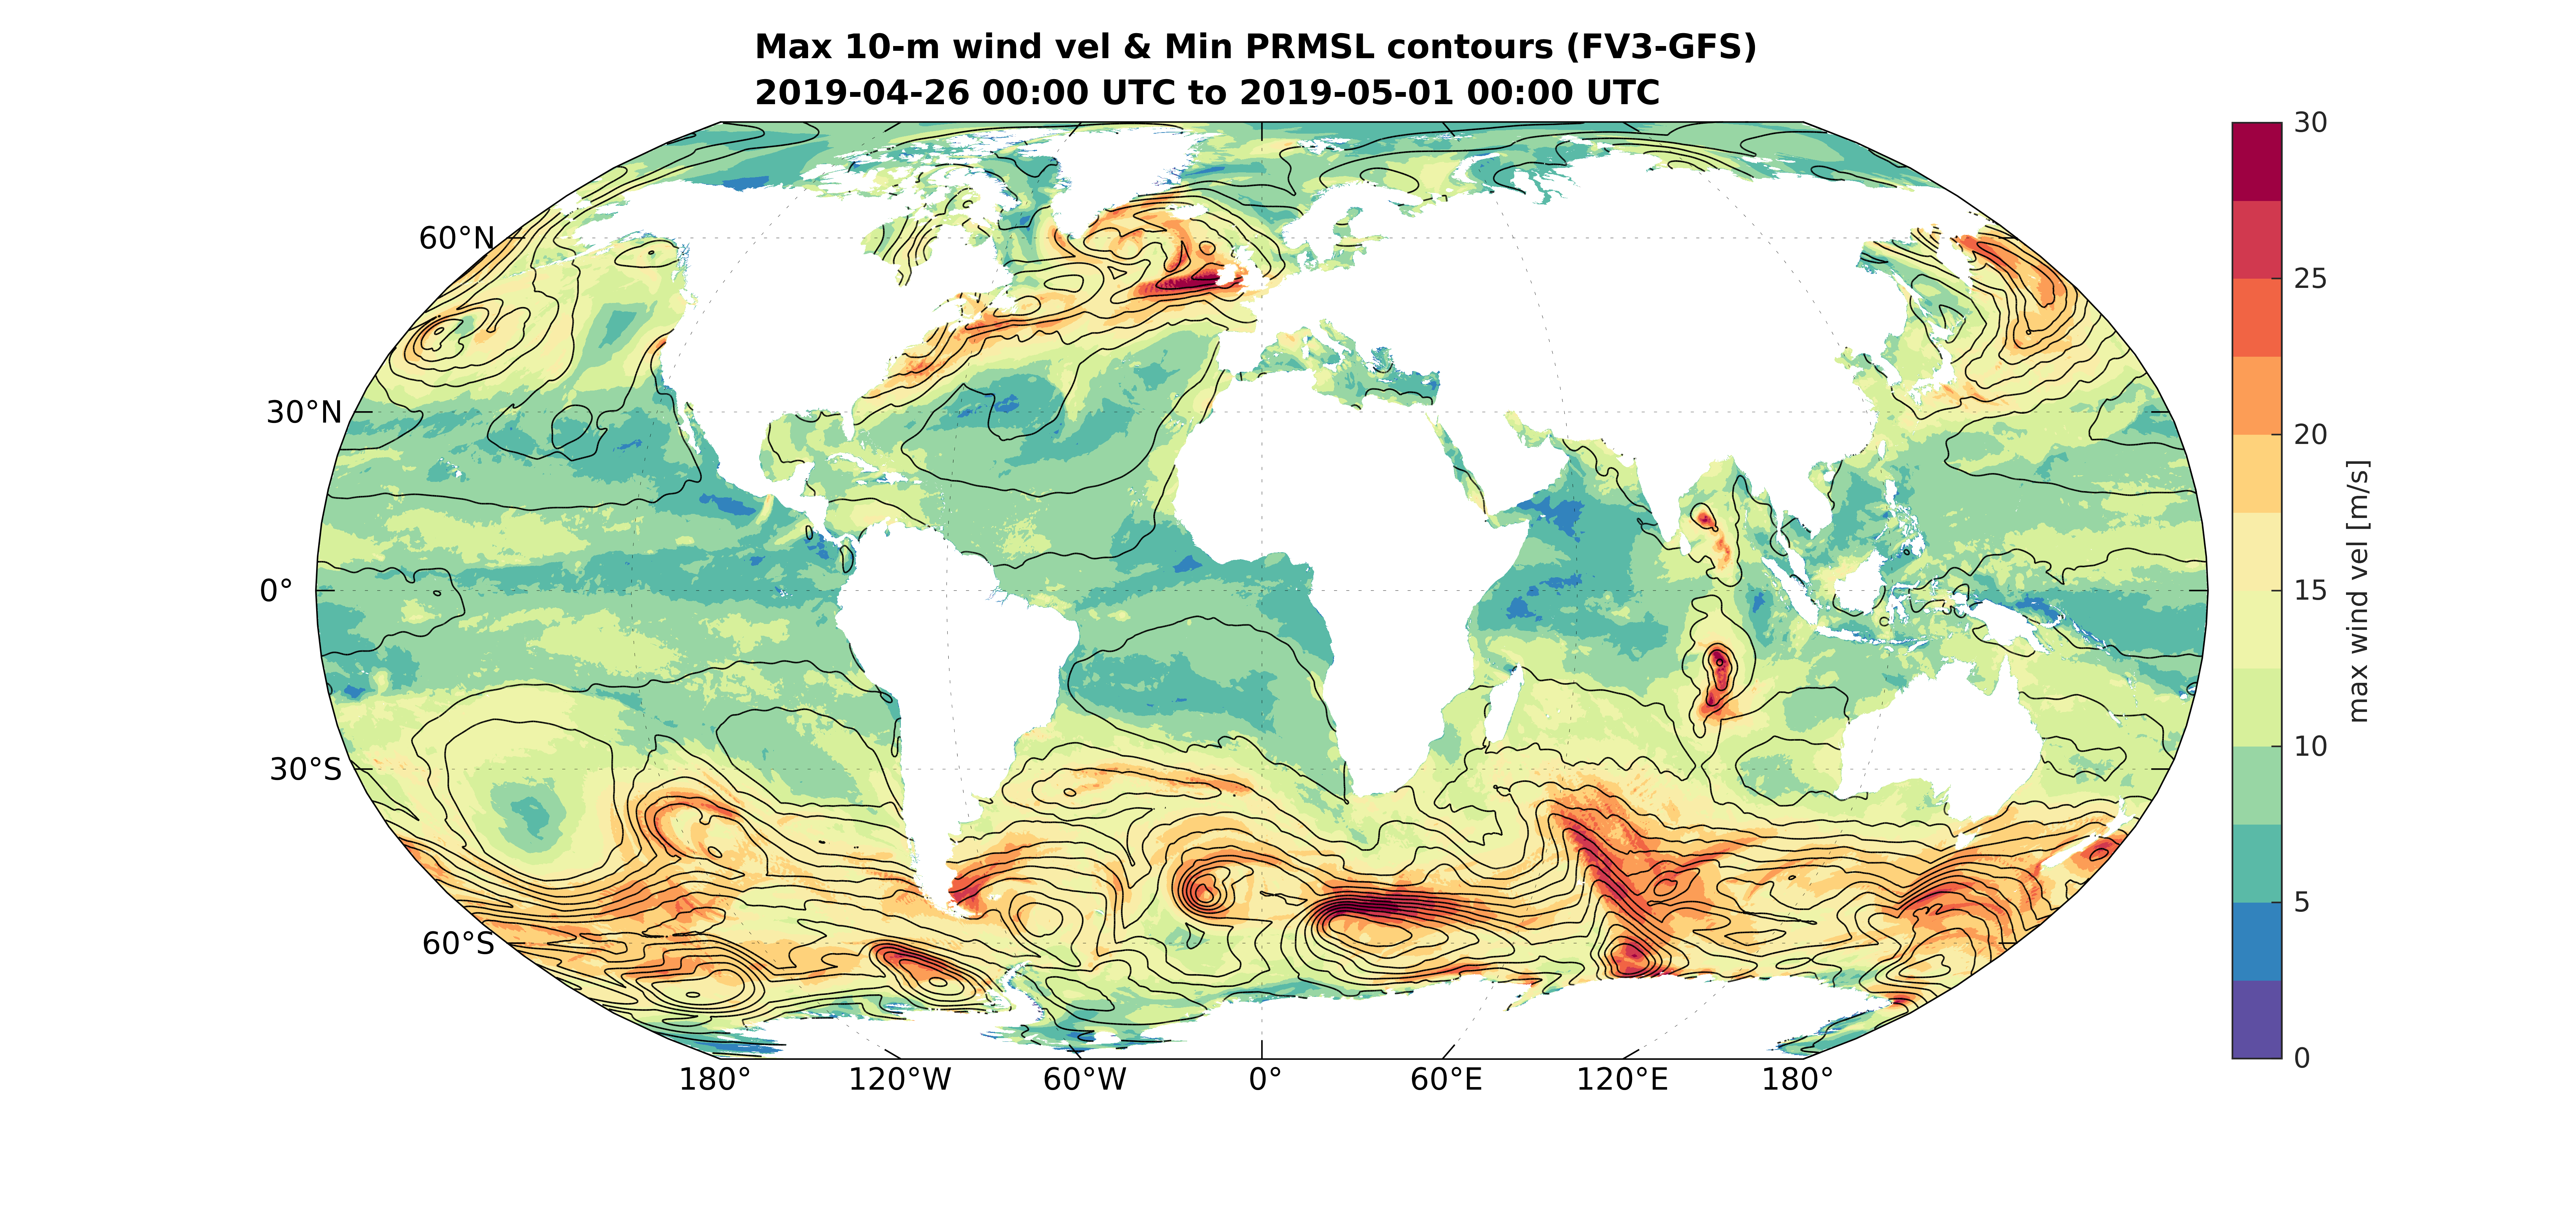 Max 10-m wind vel & Min PRMSL contours (FV3-GFS)
2019-04-26 00:00 UTC to 2019-05-01 00:00 UTC
60°N
30°N
0°
30°S
60°S
180°
120°W
60°W
0°
60°E
120°E
180°
30
25
20
15
10
5
0
max wind vel [m/s]